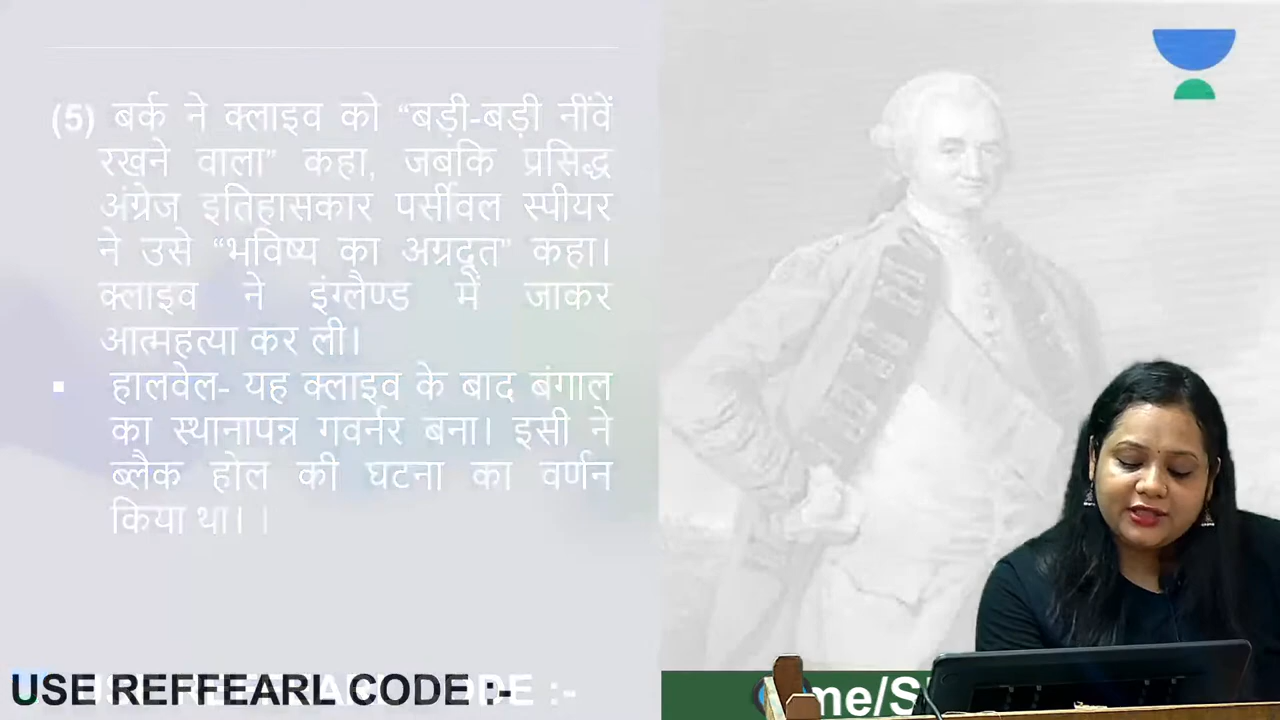 (5) बर्क ने क्लाइव को “बड़ी-बड़ी नींवें
रखने वाला” कहा, जबकि प्रसिद्ध
अंग्रेज इतिहासकार पर्सीवल स्पीयर
ने उसे “भविष्य का अग्रदूत” कहा।
क्लाइव ने इंग्लैण्ड में जाकर
आत्महत्या कर ली।
▪ हालवेल- यह क्लाइव के बाद बंगाल
का स्थानापन्न गवर्नर बना। इसी ने
ब्लैक होल की घटना का वर्णन
किया था। ।
USE REFFEARL CODE :-
me/S